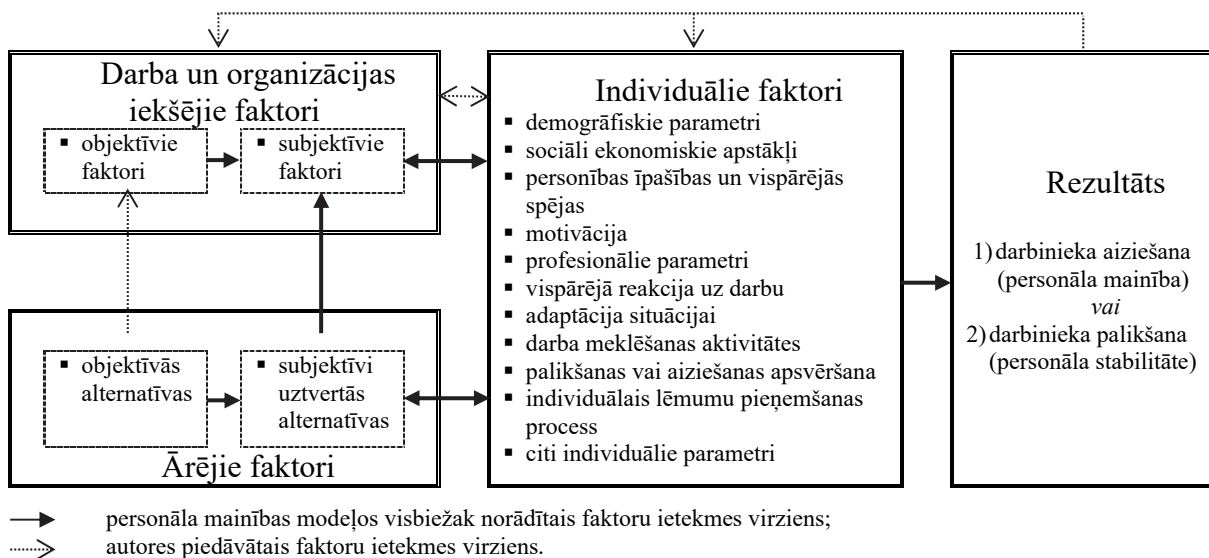 Darba un organizācijas
iekšējie faktori
▪ objektīvie
faktori
▪ subjektīvie
faktori
▪ objektīvās
alternatīvas
▪ subjektīvi
uztvertās
alternatīvas
Ārējie faktori
Individuālie faktori
▪ demogrāfiskie parametri
▪ sociāli ekonomiskie apstākļi
▪ personības īpašības un vispārējās
spējas
▪ motivācija
▪ profesionālie parametri
▪ vispārējā reakcija uz darbu
▪ adaptācija situācijai
▪ darba meklēšanas aktivitātes
▪ palikšanas vai aiziešanas apsvēršana
▪ individuālais lēmumu pieņemšanas
process
▪ citi individuālie parametri
Rezultāts
1) darbinieka aiziešana
(personāla mainība)
vai
2) darbinieka palikšana
(personāla stabilitāte)
personāla mainības modeļos visbiežak norādītais faktoru ietekmes virziens;
autores piedāvātais faktoru ietekmes virziens.